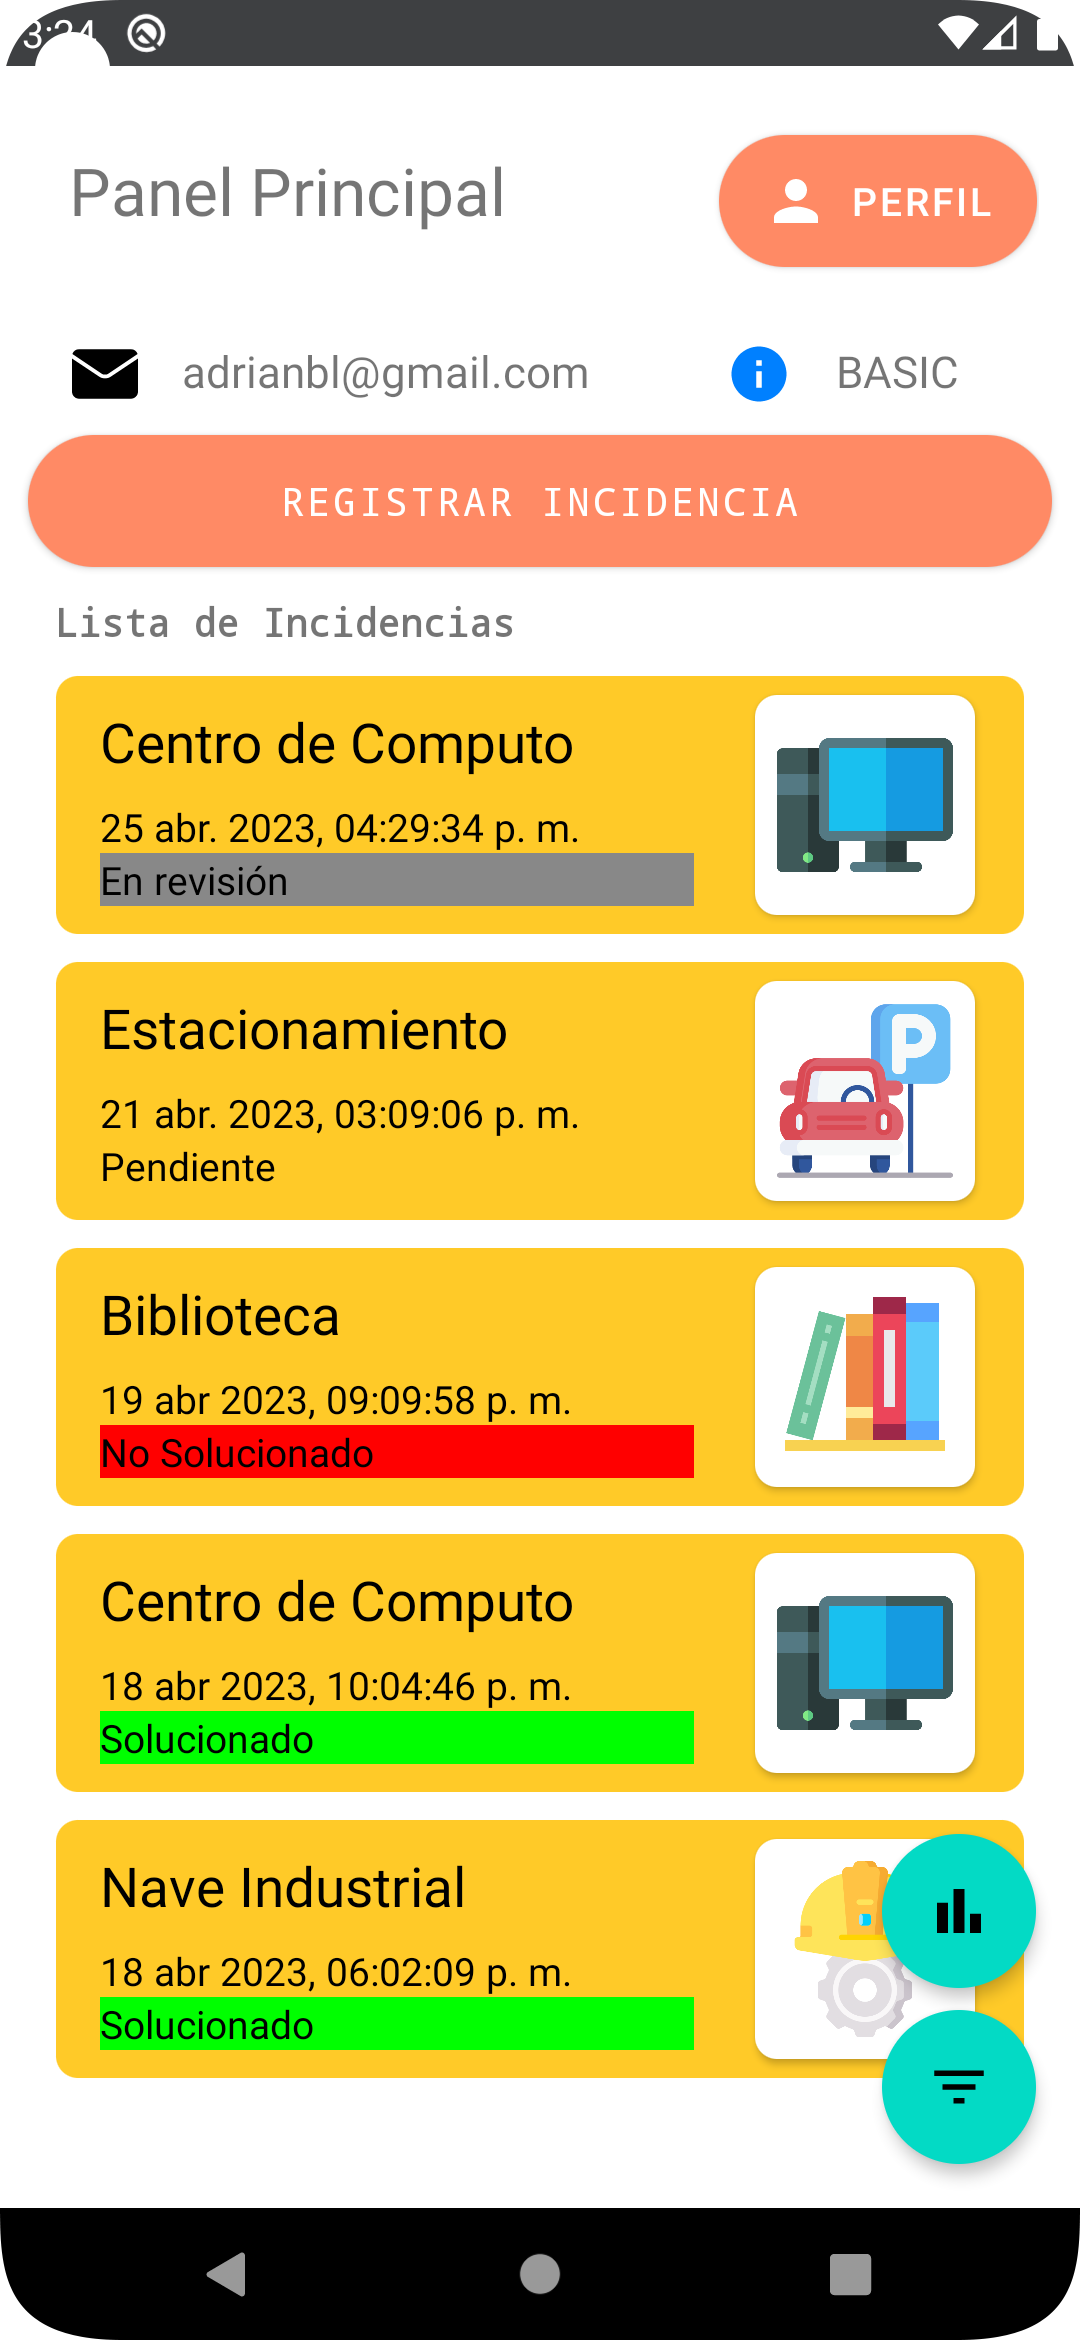 Panel Principal
PERFIL
adrianbl@gmail.com
BASIC
REGISTRAR INCIDENCIA
Lista de Incidencias
Centro de Computo
25 abr. 2023, 04:29:34 p. m.
En revisión
Estacionamiento
21 abr. 2023, 03:09:06 p. m.
Pendiente
P
Biblioteca
19 abr 2023, 09:09:58 p. m.
No Solucionado
Centro de Computo
18 abr 2023, 10:04:46 p. m.
Solucionado
Nave Industrial
18 abr 2023, 06:02:09 p. m.
Solucionado